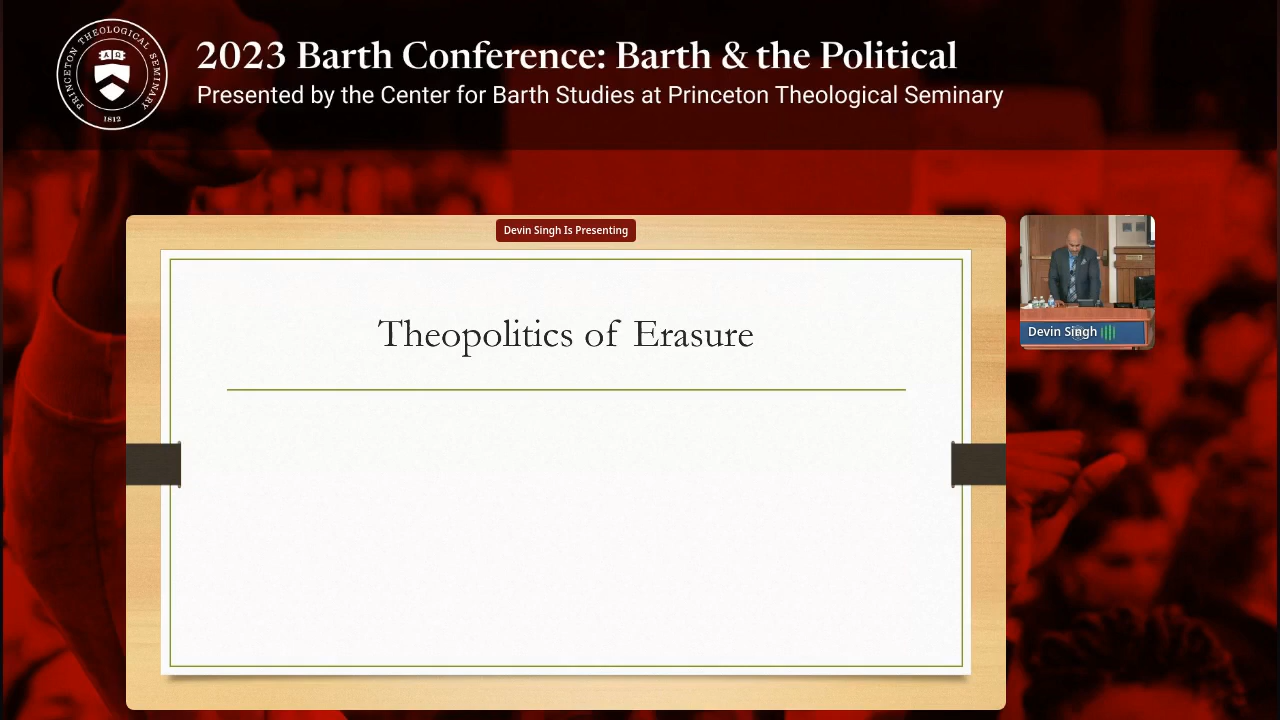 PRINCETON THEOLOGICAL SEMINARY
1812
2023 Barth Conference: Barth & the Political
Presented by the Center for Barth Studies at Princeton Theological Seminary
Devin Singh Is Presenting
Theopolitics of Erasure
Devin Singh